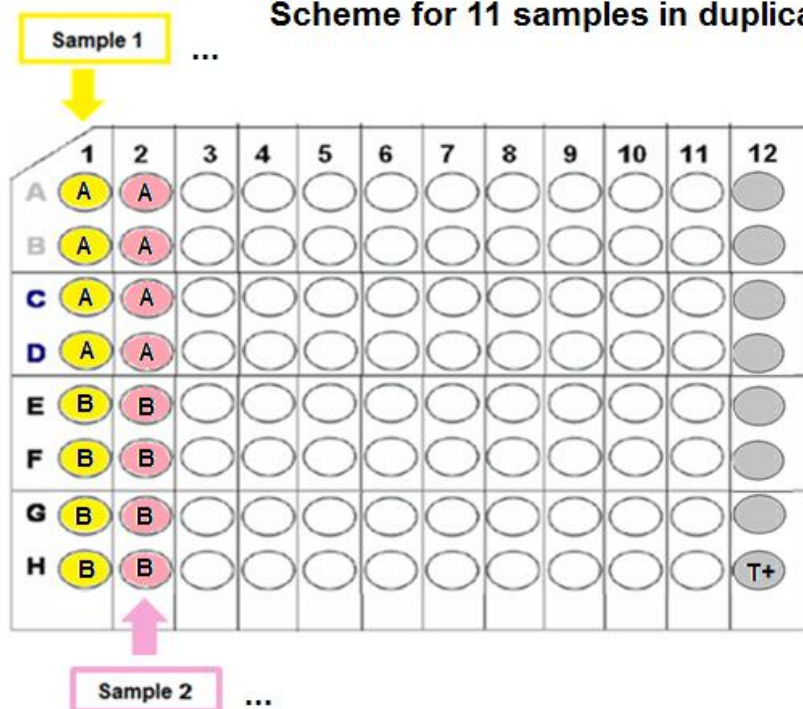 Scheme for 11 samples in duplica
Sample 1 ...
1 2 3 4 5 6 7 8 9 10 11 12
A A A
B A A
C A A
D A A
E B B
F B B
G B B
H B B T+
Sample 2 ...